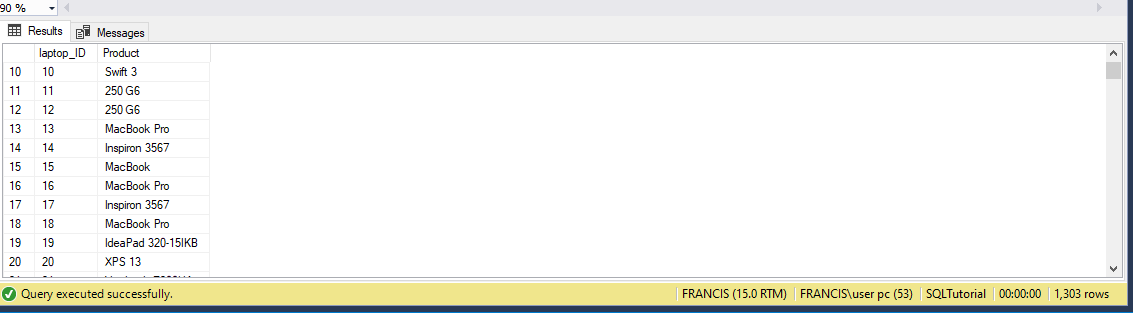 90 %
Results Messages
laptop_ID Product
10 10 Swift 3
11 11 250 G6
12 12 250 G6
13 13 MacBook Pro
14 14 Inspiron 3567
15 15 MacBook
16 16 MacBook Pro
17 17 Inspiron 3567
18 18 MacBook Pro
19 19 IdeaPad 320-15IKB
20 20 XPS 13
Query executed successfully. FRANCIS (15.0 RTM) FRANCIS\user pc (53) SQLTutorial 00:00:00 1,303 rows